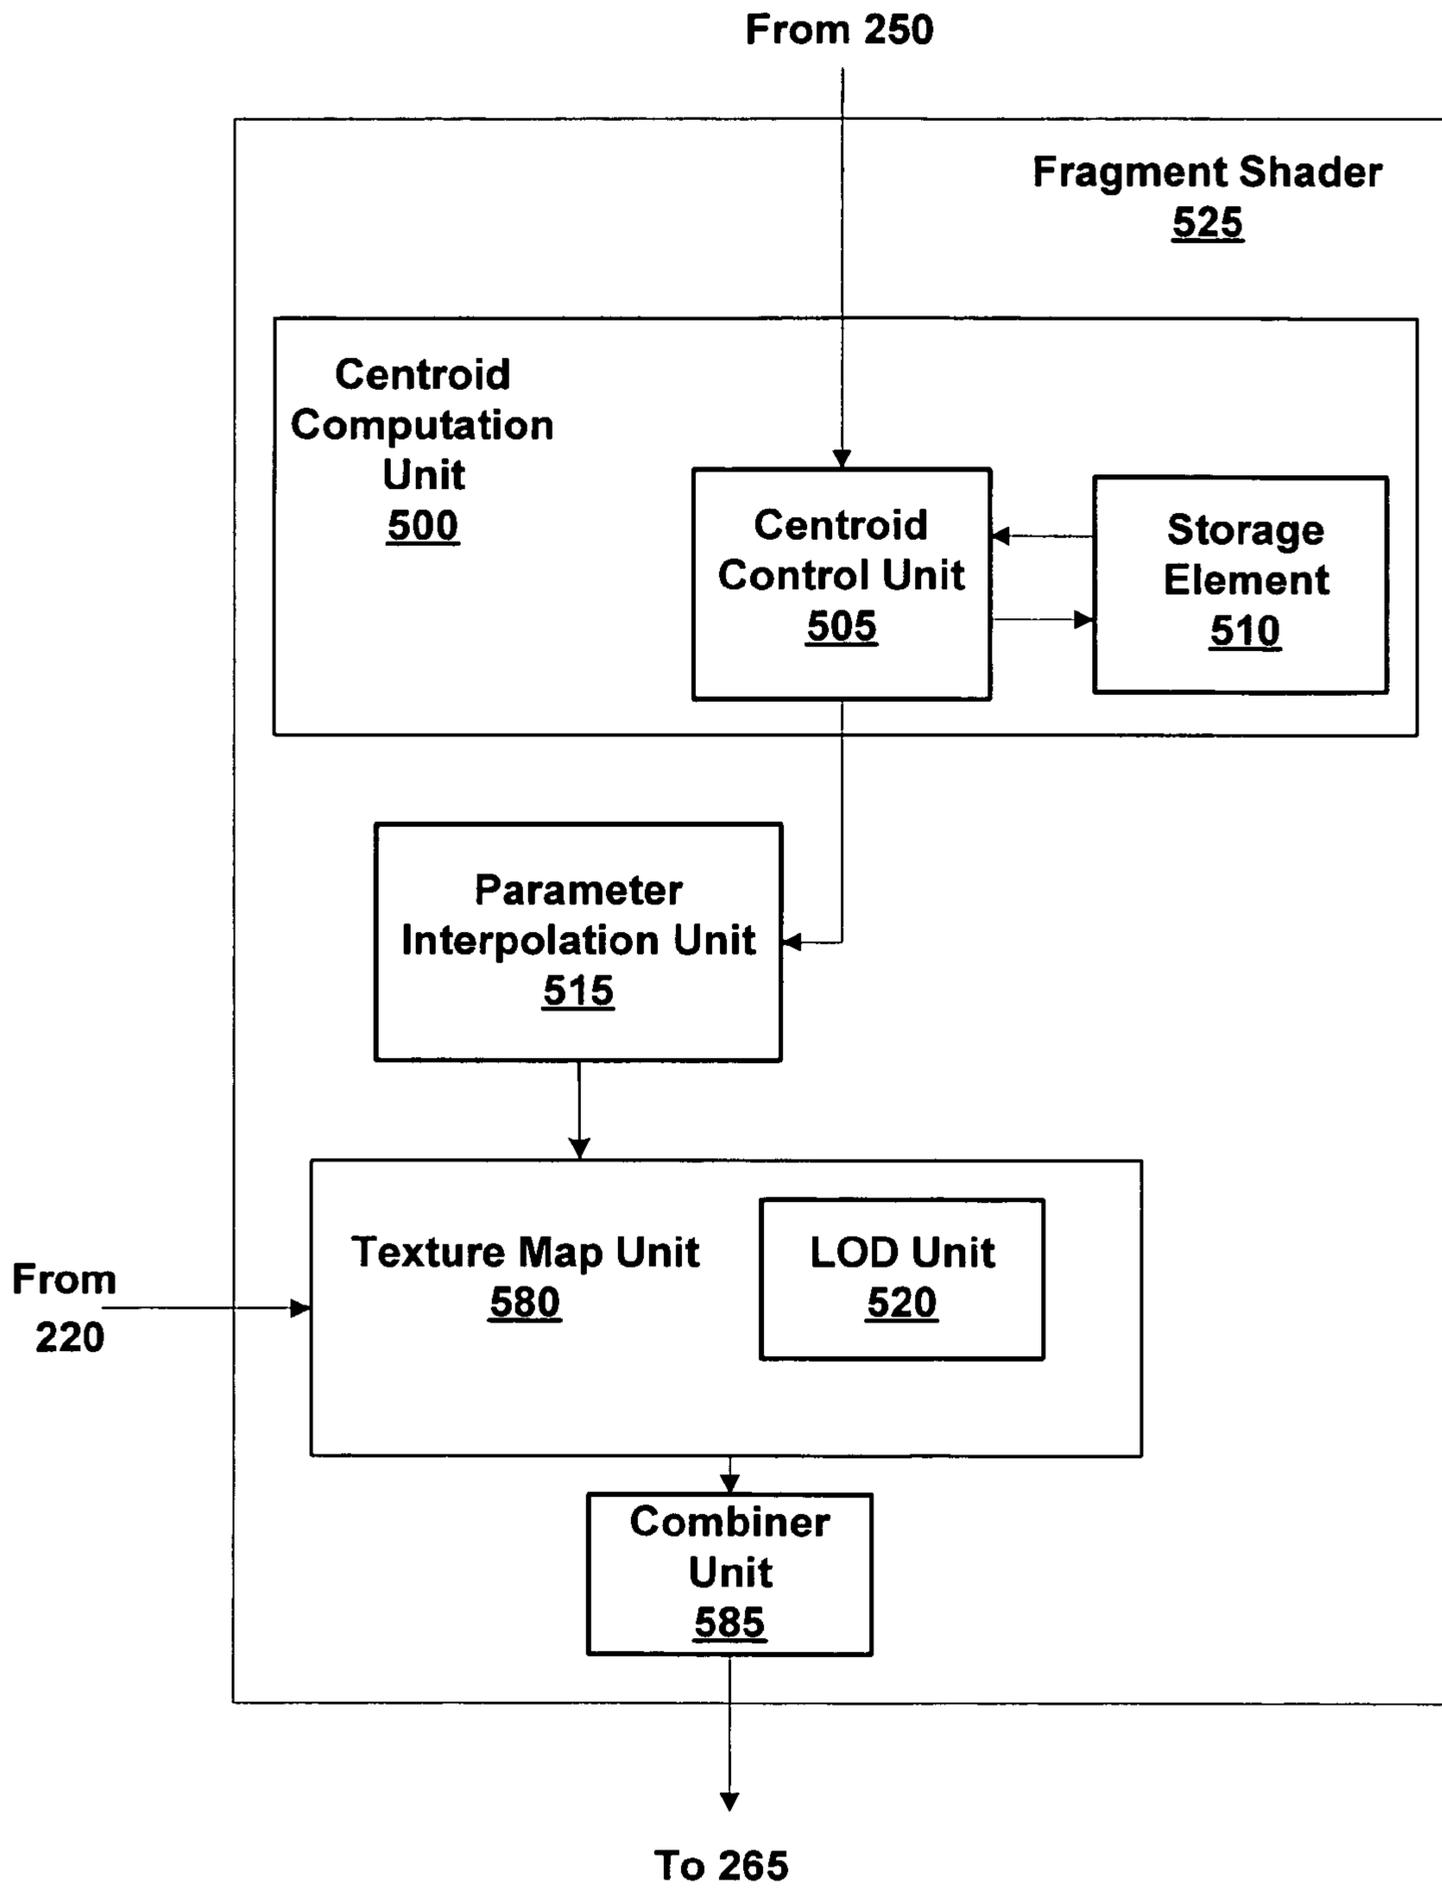 From 250
Fragment Shader
525
Centroid
Computation
Unit
500
Centroid
Control Unit
505
Storage
Element
510
Parameter
Interpolation Unit
515
Texture Map Unit
580
LOD Unit
520
From
220
Combiner
Unit
585
To 265